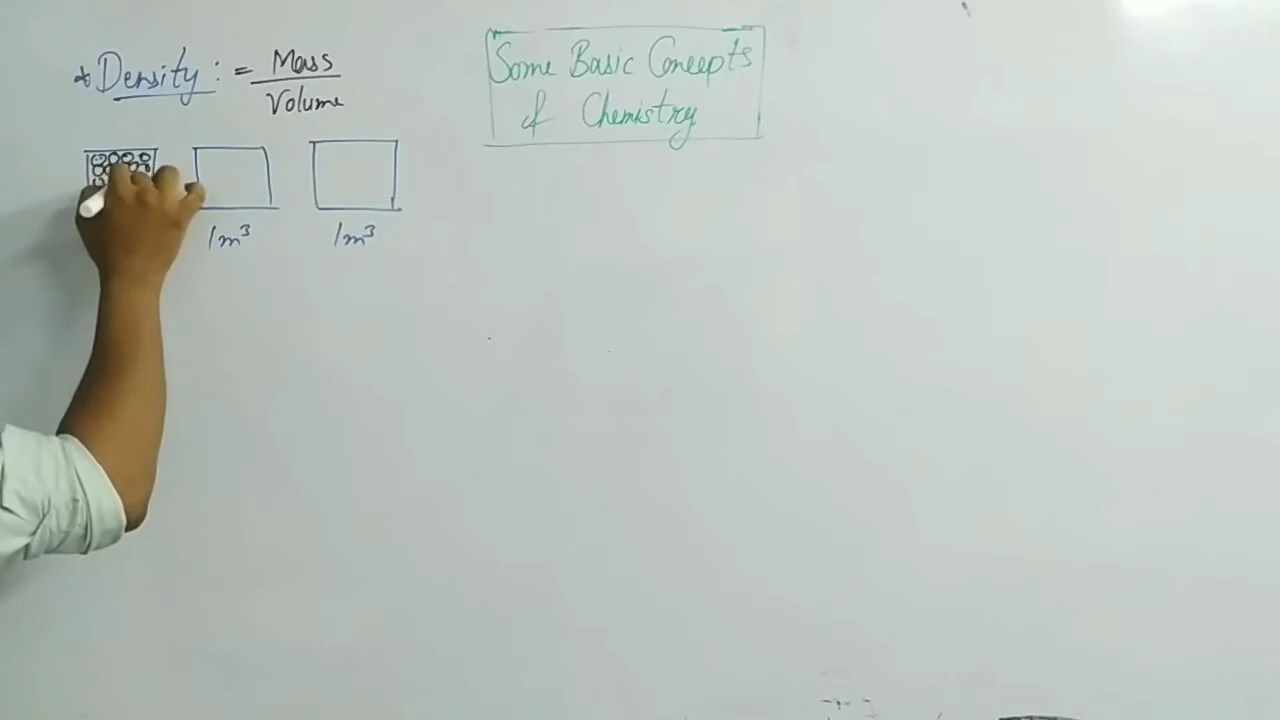 * Density : = Mass
Volume
Some Basic Concepts
of Chemistry
1m³
1m³